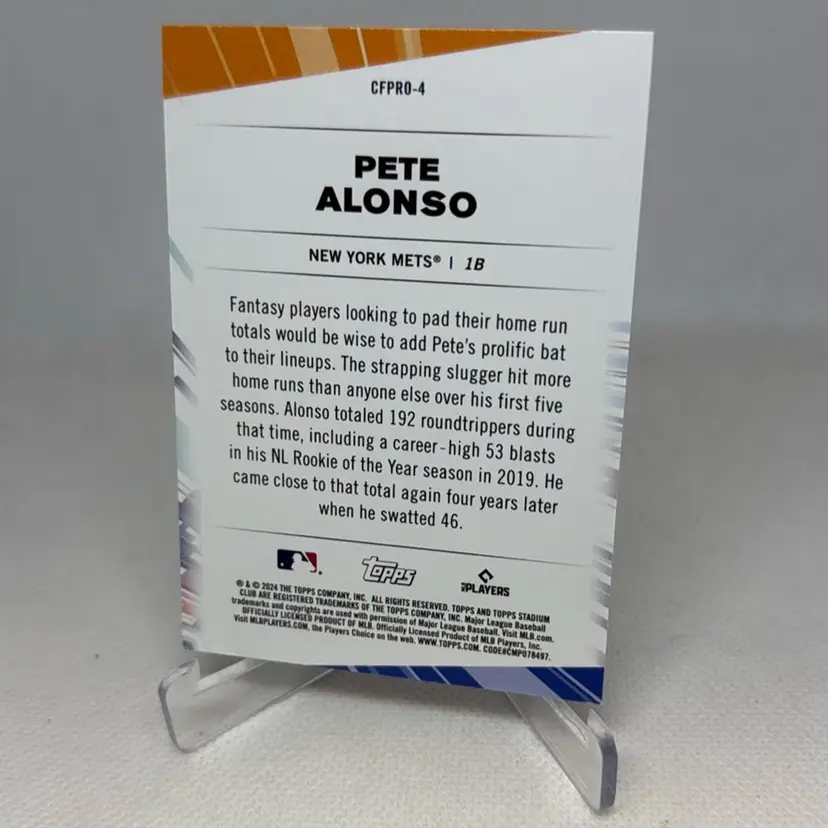 CFPRO-4
PETE
ALONSO
NEW YORK METS® | 1B
Fantasy players looking to pad their home run
totals would be wise to add Pete's prolific bat
to their lineups. The strapping slugger hit more
home runs than anyone else over his first five
seasons. Alonso totaled 192 roundtrippers during
that time, including a career-high 53 blasts
in his NL Rookie of the Year season in 2019. He
came close to that total again four years later
when he swatted 46.
topps
MLB PLAYERS
® & © 2024 THE TOPPS COMPANY, INC. ALL RIGHTS RESERVED. TOPPS AND TOPPS STADIUM
CLUB ARE REGISTERED TRADEMARKS OF THE TOPPS COMPANY, INC. Major League Baseball
trademarks and copyrights are used with permission of Major League Baseball. Visit MLB.com.
OFFICIALLY LICENSED PRODUCT OF MLB. Officially Licensed Product of MLB Players, Inc.
Visit MLBPLAYERS.COM, the Players Choice on the web. WWW.TOPPS.COM. CODE#CMP078497.